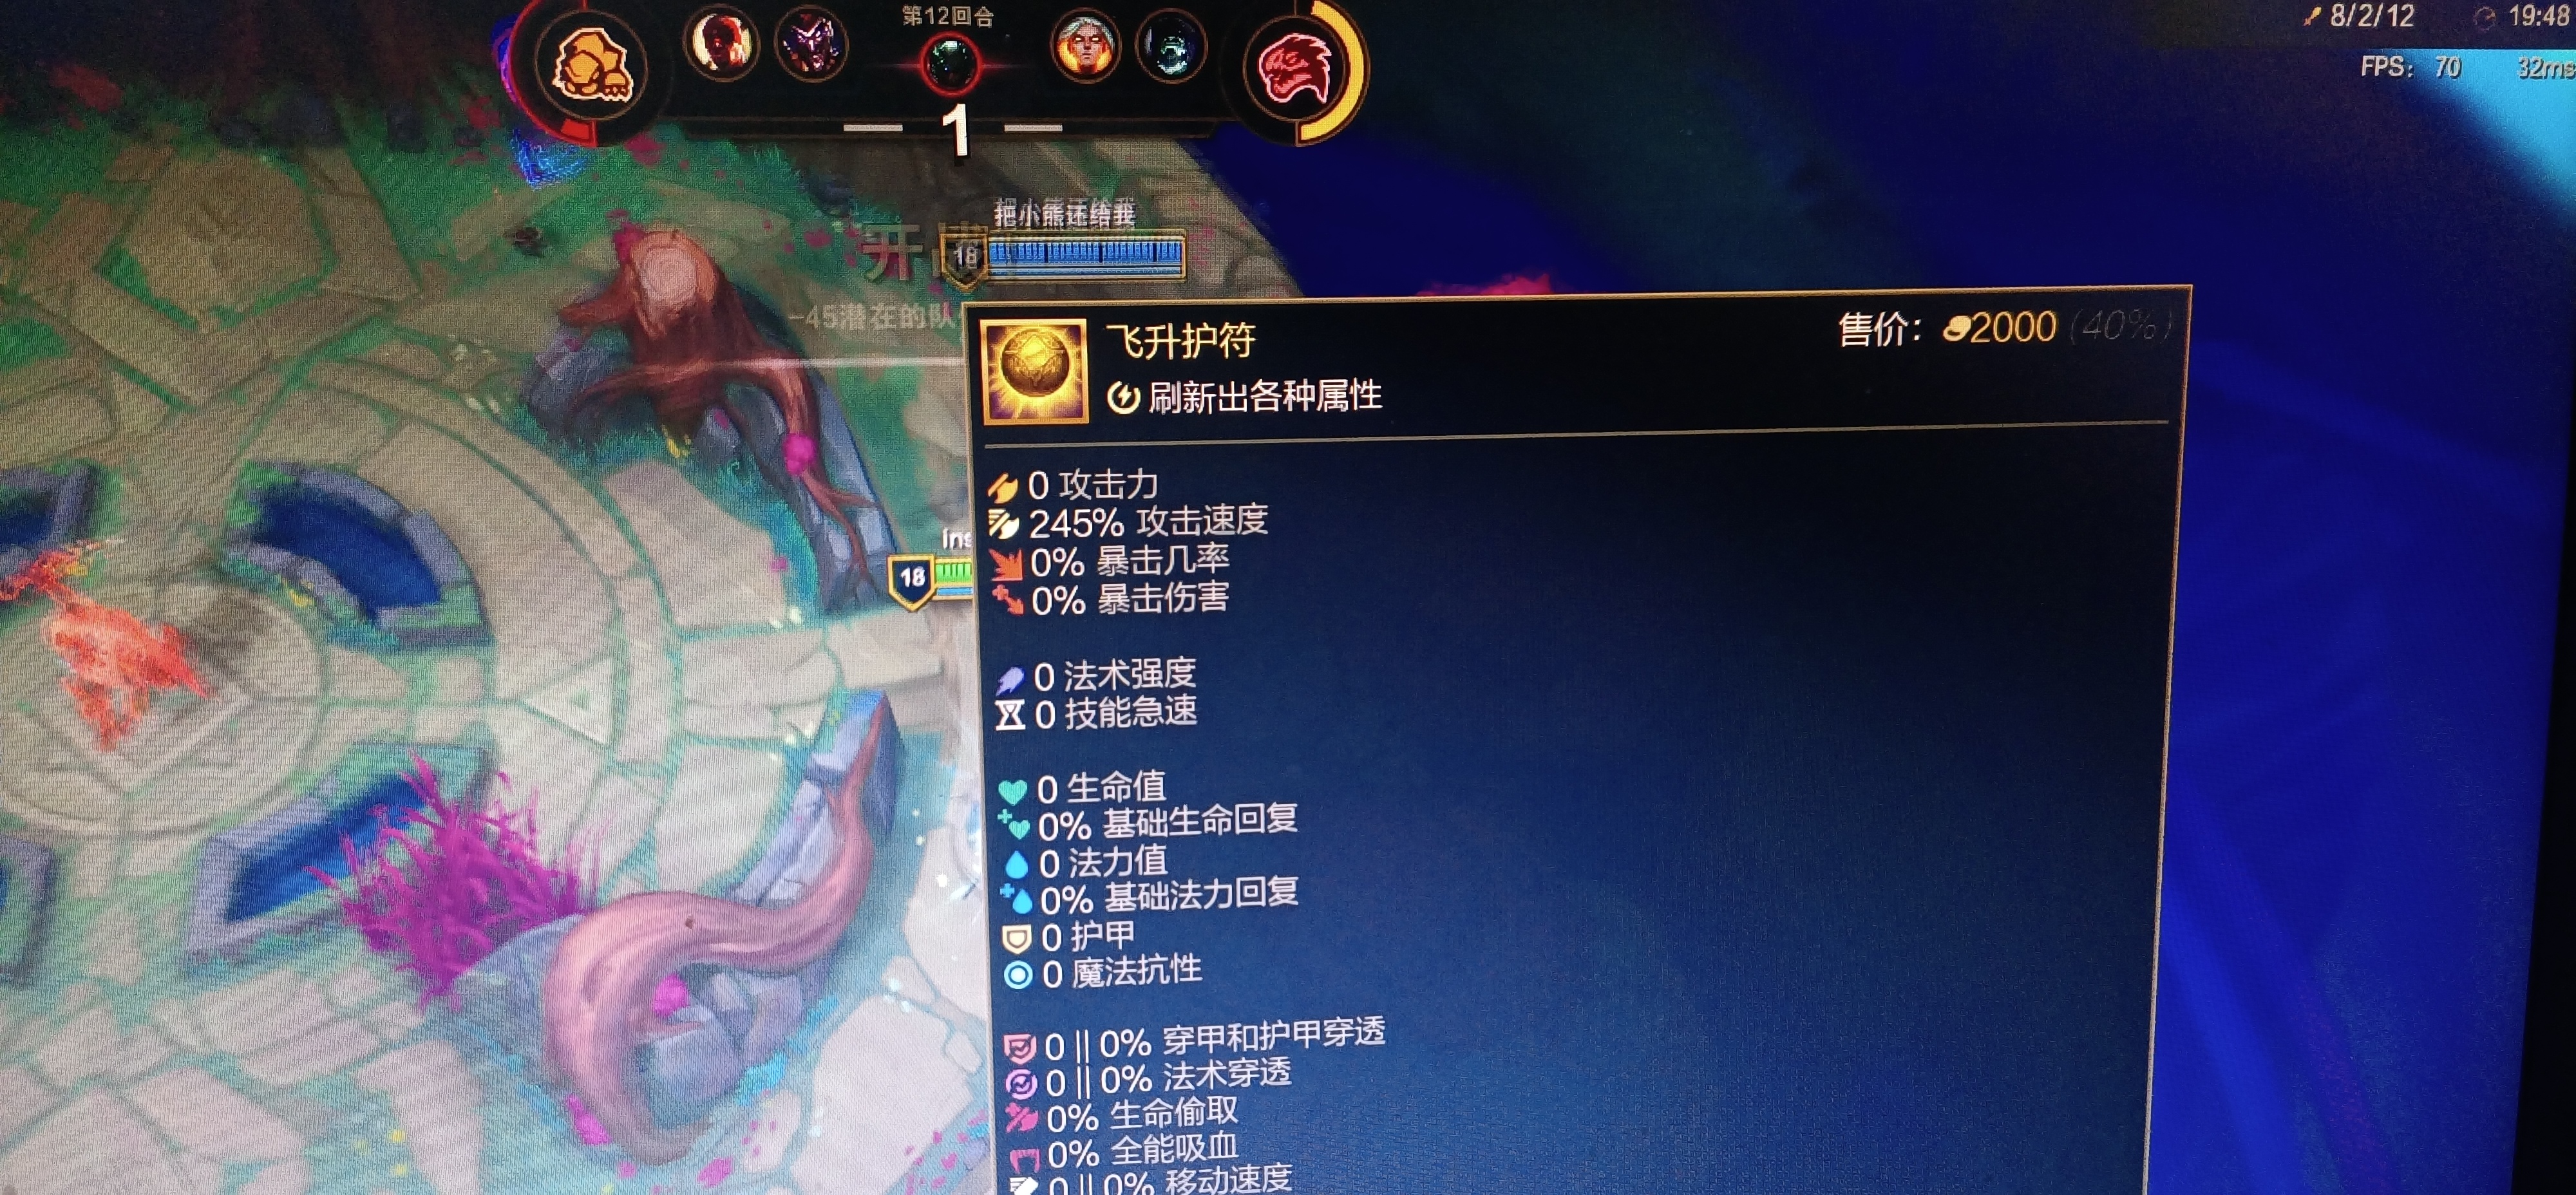 第12回合
8/2/12
19:48
FPS: 70
32ms
1
把小熊还给我
开
18
-45潜在的队
飞升护符
售价: 2000 (40%)
刷新出各种属性
0 攻击力
245% 攻击速度
0% 暴击几率
0% 暴击伤害
18
0 法术强度
0 技能急速
0 生命值
0% 基础生命回复
0 法力值
0% 基础法力回复
0 护甲
0 魔法抗性
0 || 0% 穿甲和护甲穿透
0 || 0% 法术穿透
0% 生命偷取
0% 全能吸血
0 || 0% 移动速度